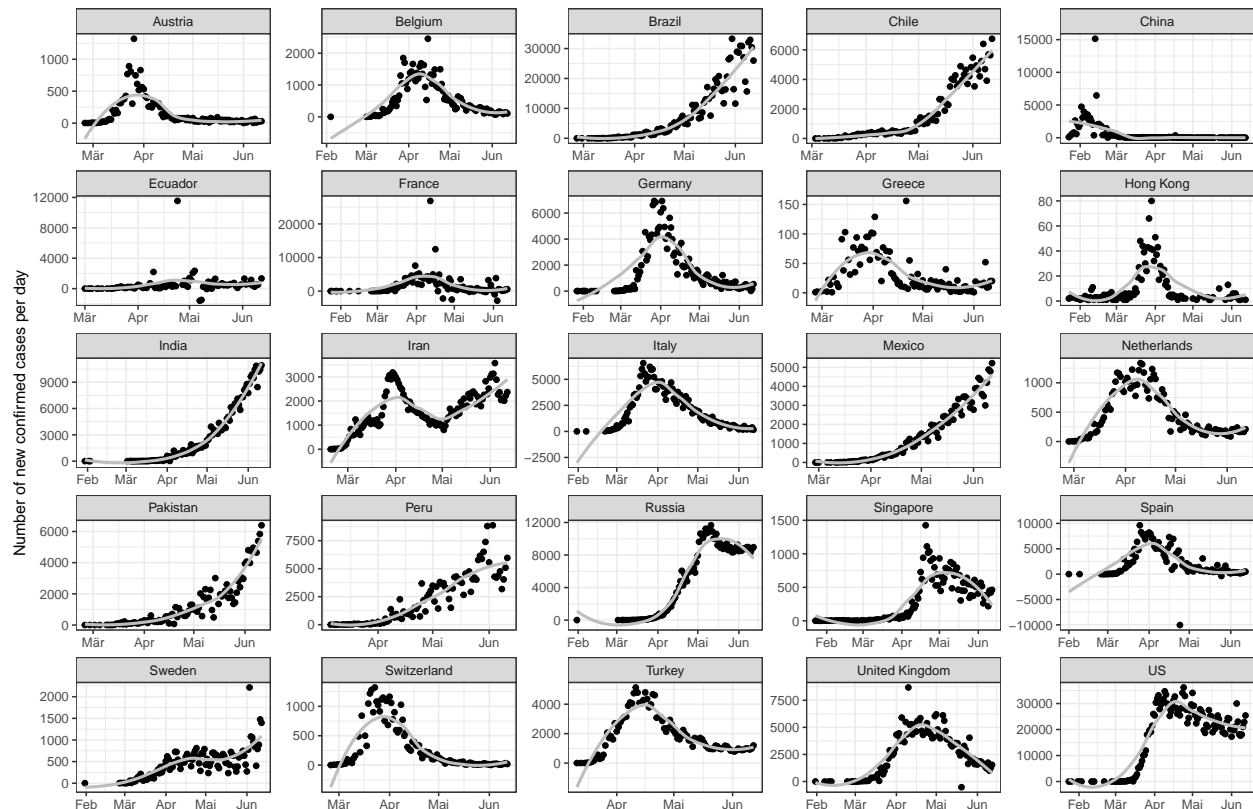 Number of new confirmed cases per day
Austria Belgium Brazil Chile China
1000 500 0
2000 1000 0
30000 20000 10000 0
6000 4000 2000 0
15000 10000 5000 0
Mär Apr Mai Jun
Feb Mär Apr Mai Jun
Mär Apr Mai Jun
Mär Apr Mai Jun
Feb Mär Apr Mai Jun
Ecuador France Germany Greece Hong Kong
12000 8000 4000 0
20000 10000 0
6000 4000 2000 0
150 100 50 0
80 60 40 20 0
Mär Apr Mai Jun
Feb Mär Apr Mai Jun
Feb Mär Apr Mai Jun
Mär Apr Mai Jun
Feb Mär Apr Mai Jun
India Iran Italy Mexico Netherlands
9000 6000 3000 0
3000 2000 1000 0
5000 2500 0 −2500
5000 4000 3000 2000 1000 0
1000 500 0
Feb Mär Apr Mai Jun
Mär Apr Mai Jun
Feb Mär Apr Mai Jun
Mär Apr Mai Jun
Mär Apr Mai Jun
Pakistan Peru Russia Singapore Spain
6000 4000 2000 0
7500 5000 2500 0
12000 8000 4000 0
1500 1000 500 0
10000 5000 0 −5000 −10000
Mär Apr Mai Jun
Apr Mai Jun
Feb Mär Apr Mai Jun
Feb Mär Apr Mai Jun
Feb Mär Apr Mai Jun
Sweden Switzerland Turkey United Kingdom US
2000 1500 1000 500 0
1000 500 0
4000 2000 0
7500 5000 2500 0
30000 20000 10000 0
Feb Mär Apr Mai Jun
Mär Apr Mai Jun
Apr Mai Jun
Feb Mär Apr Mai Jun
Feb Mär Apr Mai Jun